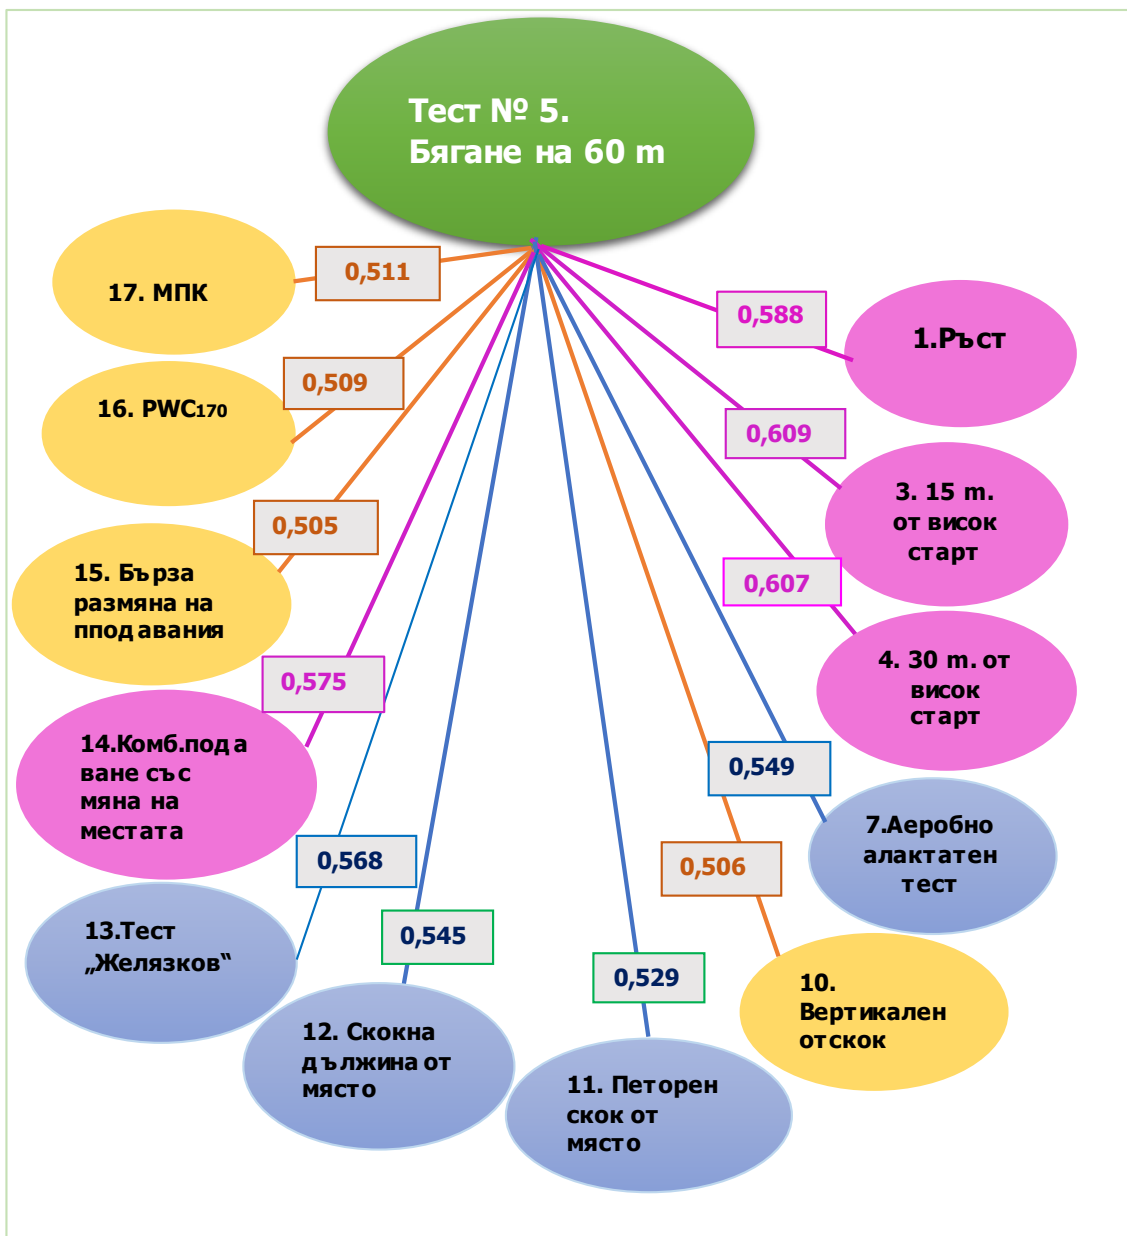 Тест № 5.
Бягане на 60 m
17. МПК
0,511
16. PWC170
0,509
15. Бърза
размяна на
пподавания
0,505
14.Комб.пода
ване със
мяна на
местата
0,575
13.Тест
„Желязков“
0,568
12. Скокна
дължина от
място
0,545
11. Петорен
скок от
място
0,529
10.
Вертикален
отскок
0,506
7.Аеробно
алактатен
тест
0,549
4. 30 m. от
висок
старт
0,607
3. 15 m.
от висок
старт
0,609
1.Ръст
0,588